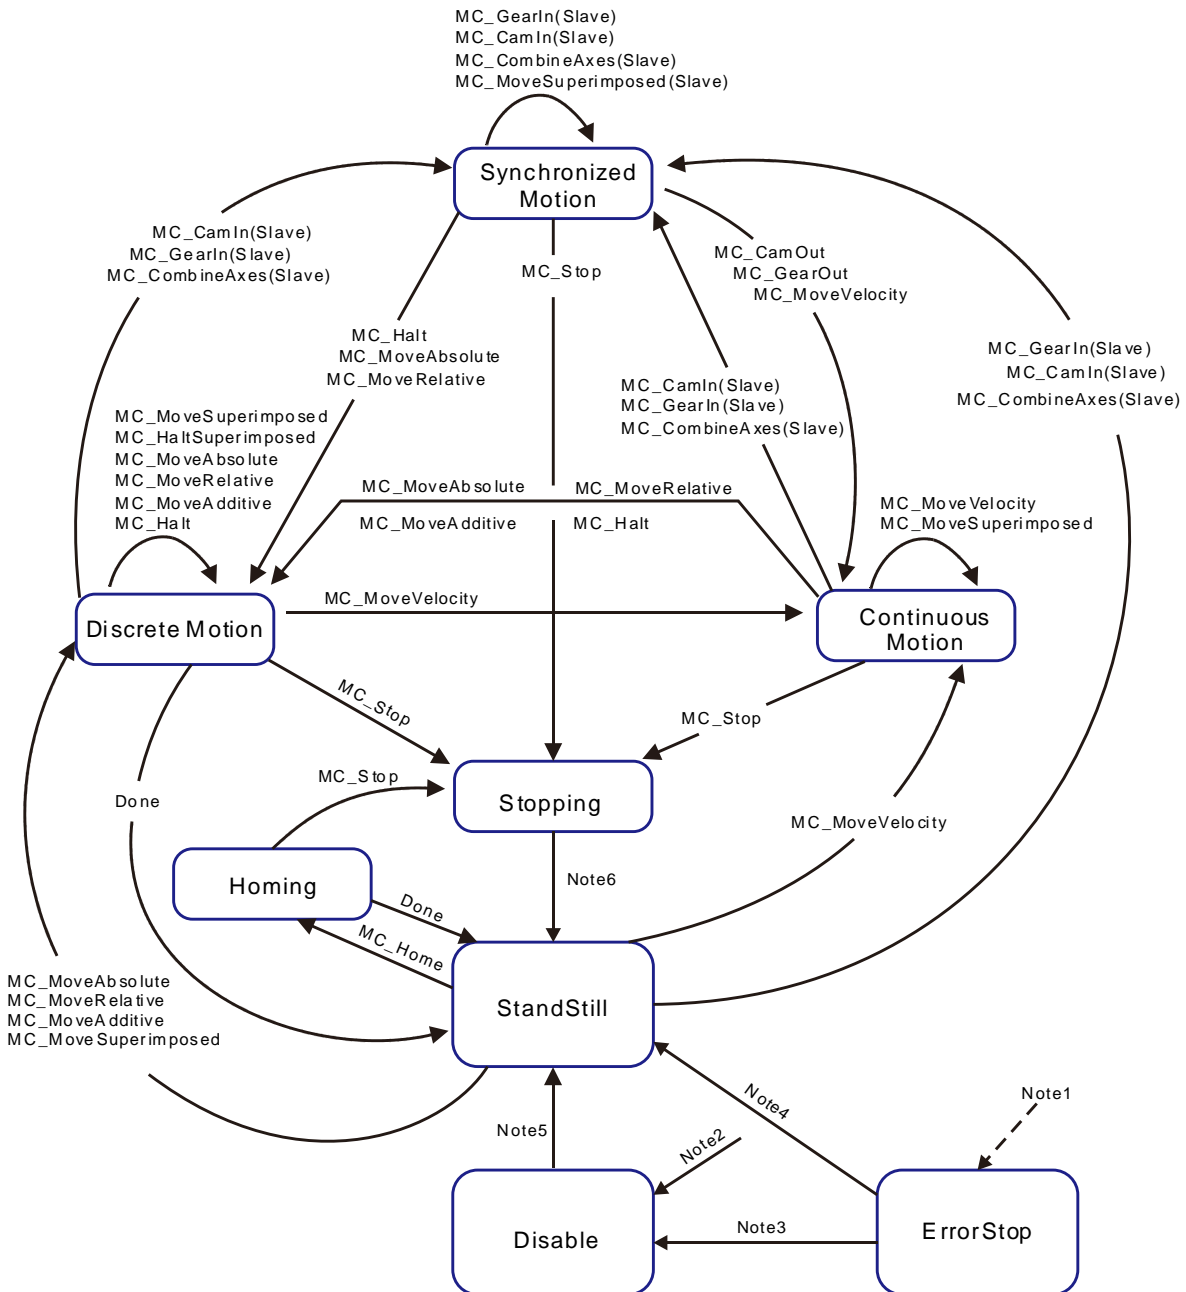 MC_GearIn(Slave)
MC_CamIn(Slave)
MC_CombineAxes(Slave)
MC_MoveSuperimposed(Slave)
Synchronized
Motion
MC_CamIn(Slave)
MC_GearIn(Slave)
MC_CombineAxes(Slave)
MC_Stop
MC_CamOut
MC_GearOut
MC_MoveVelocity
MC_Halt
MC_MoveAbsolute
MC_MoveRelative
MC_GearIn(Slave)
MC_CamIn(Slave)
MC_CombineAxes(Slave)
MC_CamIn(Slave)
MC_GearIn(Slave)
MC_CombineAxes(Slave)
MC_MoveSuperimposed
MC_HaltSuperimposed
MC_MoveAbsolute
MC_MoveRelative
MC_MoveAdditive
MC_Halt
MC_MoveAbsolute
MC_MoveRelative
MC_MoveAdditive
MC_Halt
MC_MoveVelocity
MC_MoveSuperimposed
MC_MoveVelocity
Discrete Motion
Continuous
Motion
MC_Stop
MC_Stop
MC_Stop
Done
Stopping
MC_MoveVelocity
Homing
Note6
Done
MC_Home
MC_MoveAbsolute
MC_MoveRelative
MC_MoveAdditive
MC_MoveSuperimposed
StandStill
Note4
Note1
Note5
Note2
Disable
Note3
ErrorStop